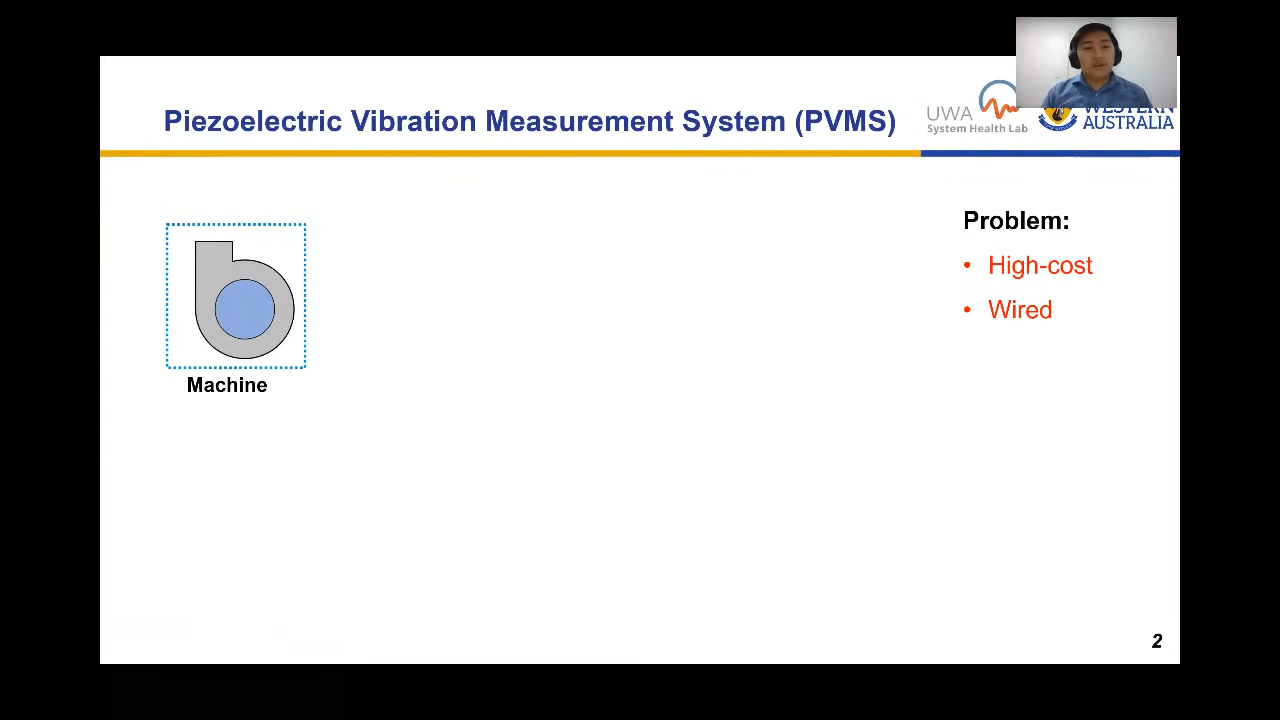 Piezoelectric Vibration Measurement System (PVMS)
UWA
System Health Lab
WESTERN
AUSTRALIA
Problem:
• High-cost
• Wired
Machine
2